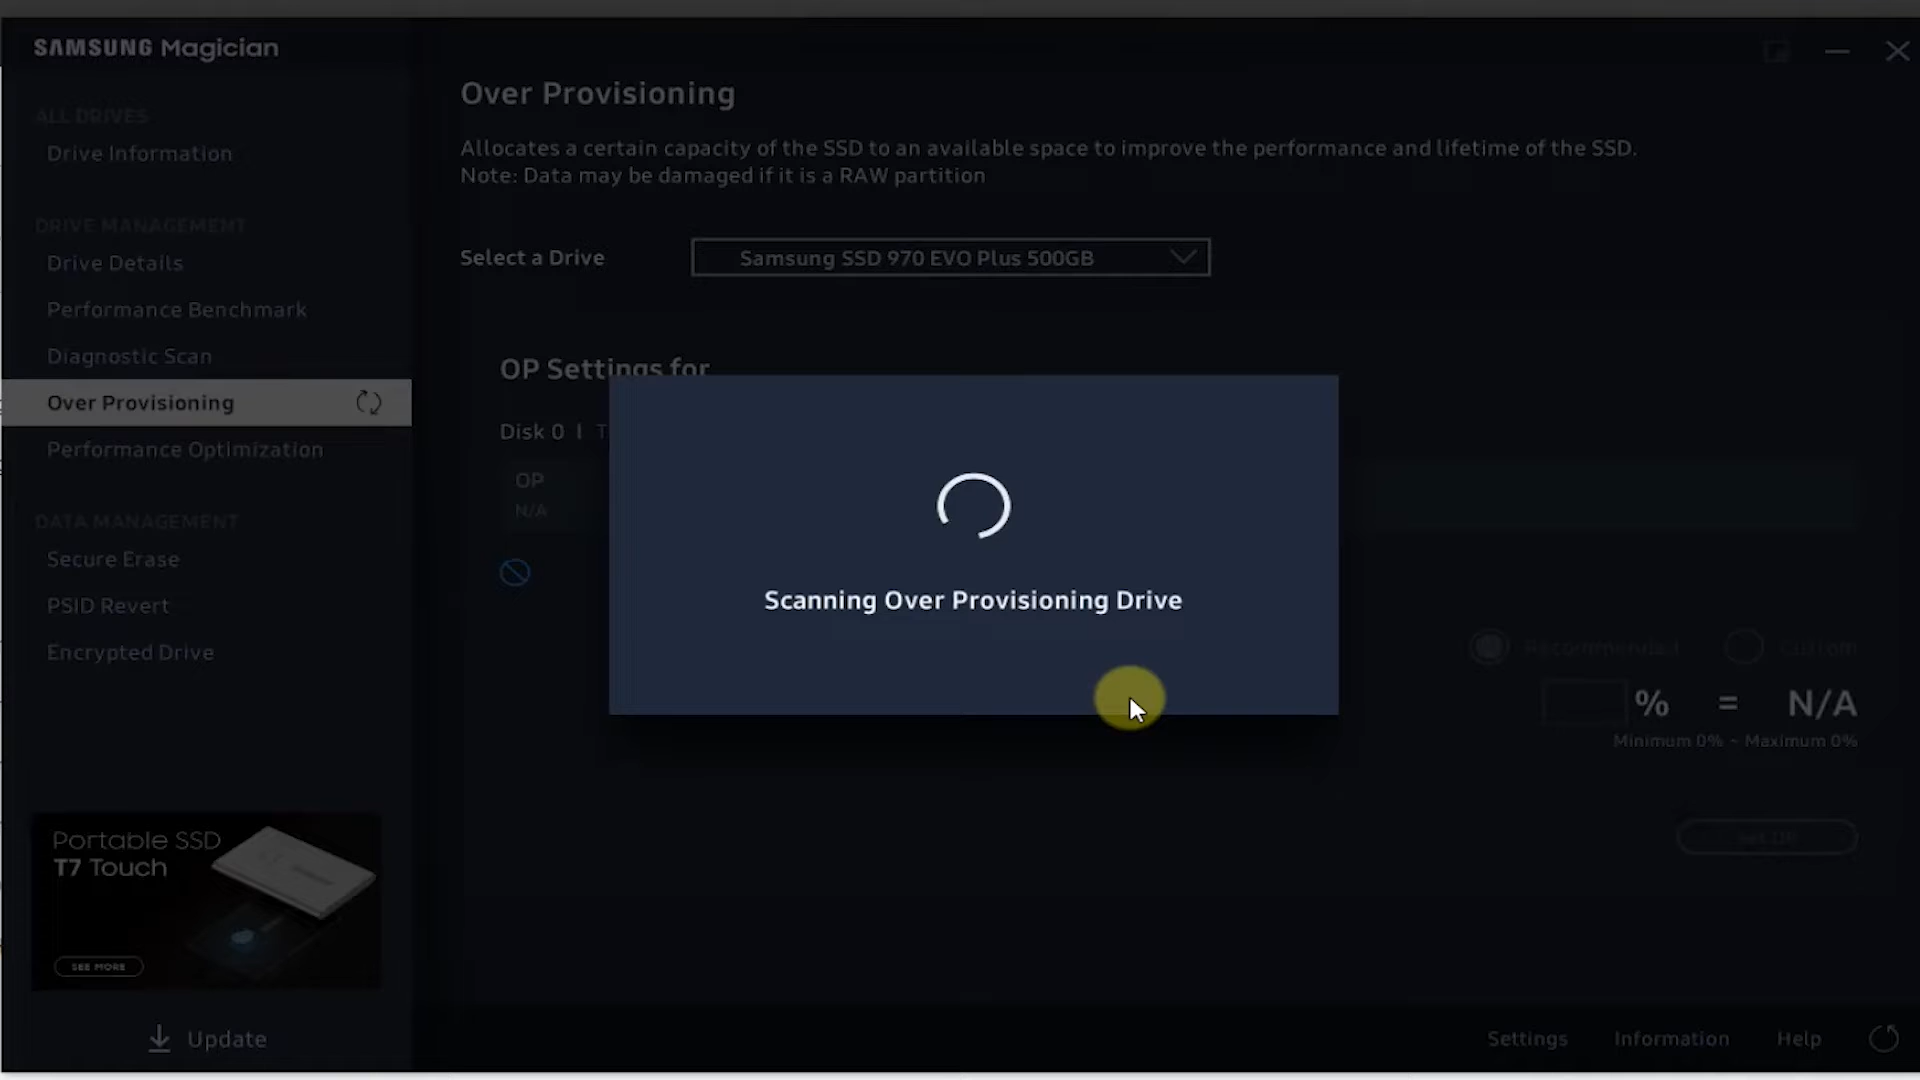 SAMSUNG Magician
ALL DRIVES
Drive Information
DRIVE MANAGEMENT
Drive Details
Performance Benchmark
Diagnostic Scan
Over Provisioning
Performance Optimization
DATA MANAGEMENT
Secure Erase
PSID Revert
Encrypted Drive
Portable SSD
T7 Touch
SEE MORE
Update
Over Provisioning
Allocates a certain capacity of the SSD to an available space to improve the performance and lifetime of the SSD.
Note: Data may be damaged if it is a RAW partition
Select a Drive
Samsung SSD 970 EVO Plus 500GB
OP Settings for
Disk 0 | T
OP
N/A
Scanning Over Provisioning Drive
Recommended
Custom
% = N/A
Minimum 0% ~ Maximum 0%
Set OP
Settings
Information
Help